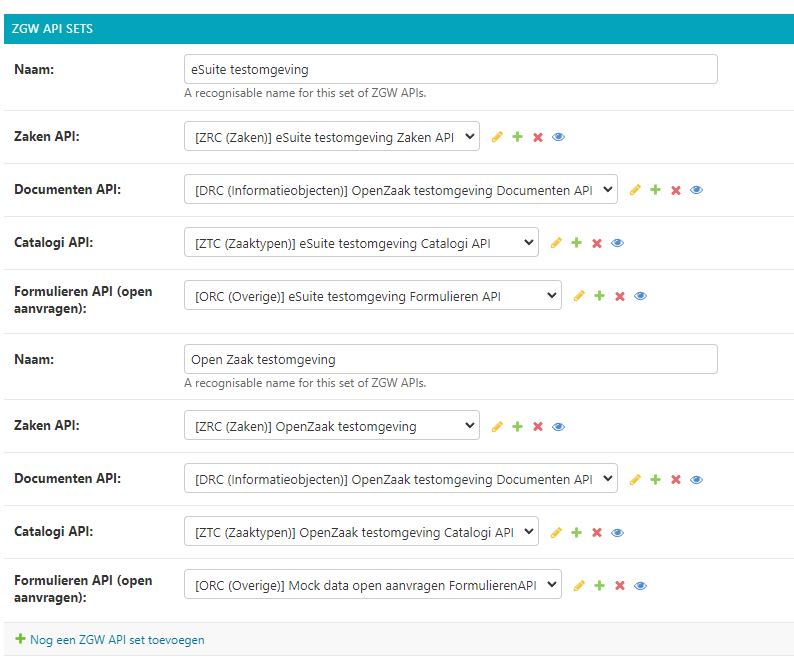 ZGW API SETS
Naam:
eSuite testomgeving
A recognisable name for this set of ZGW APIs.
Zaken API:
[ZRC (Zaken)] eSuite testomgeving Zaken API
Documenten API:
[DRC (Informatieobjecten)] OpenZaak testomgeving Documenten API
Catalogi API:
[ZTC (Zaaktypen)] eSuite testomgeving Catalogi API
Formulieren API (open
aanvragen):
[ORC (Overige)] eSuite testomgeving Formulieren API
Naam:
Open Zaak testomgeving
A recognisable name for this set of ZGW APIs.
Zaken API:
[ZRC (Zaken)] OpenZaak testomgeving
Documenten API:
[DRC (Informatieobjecten)] OpenZaak testomgeving Documenten API
Catalogi API:
[ZTC (Zaaktypen)] OpenZaak testomgeving Catalogi API
Formulieren API (open
aanvragen):
[ORC (Overige)] Mock data open aanvragen FormulierenAPI
Nog een ZGW API set toevoegen